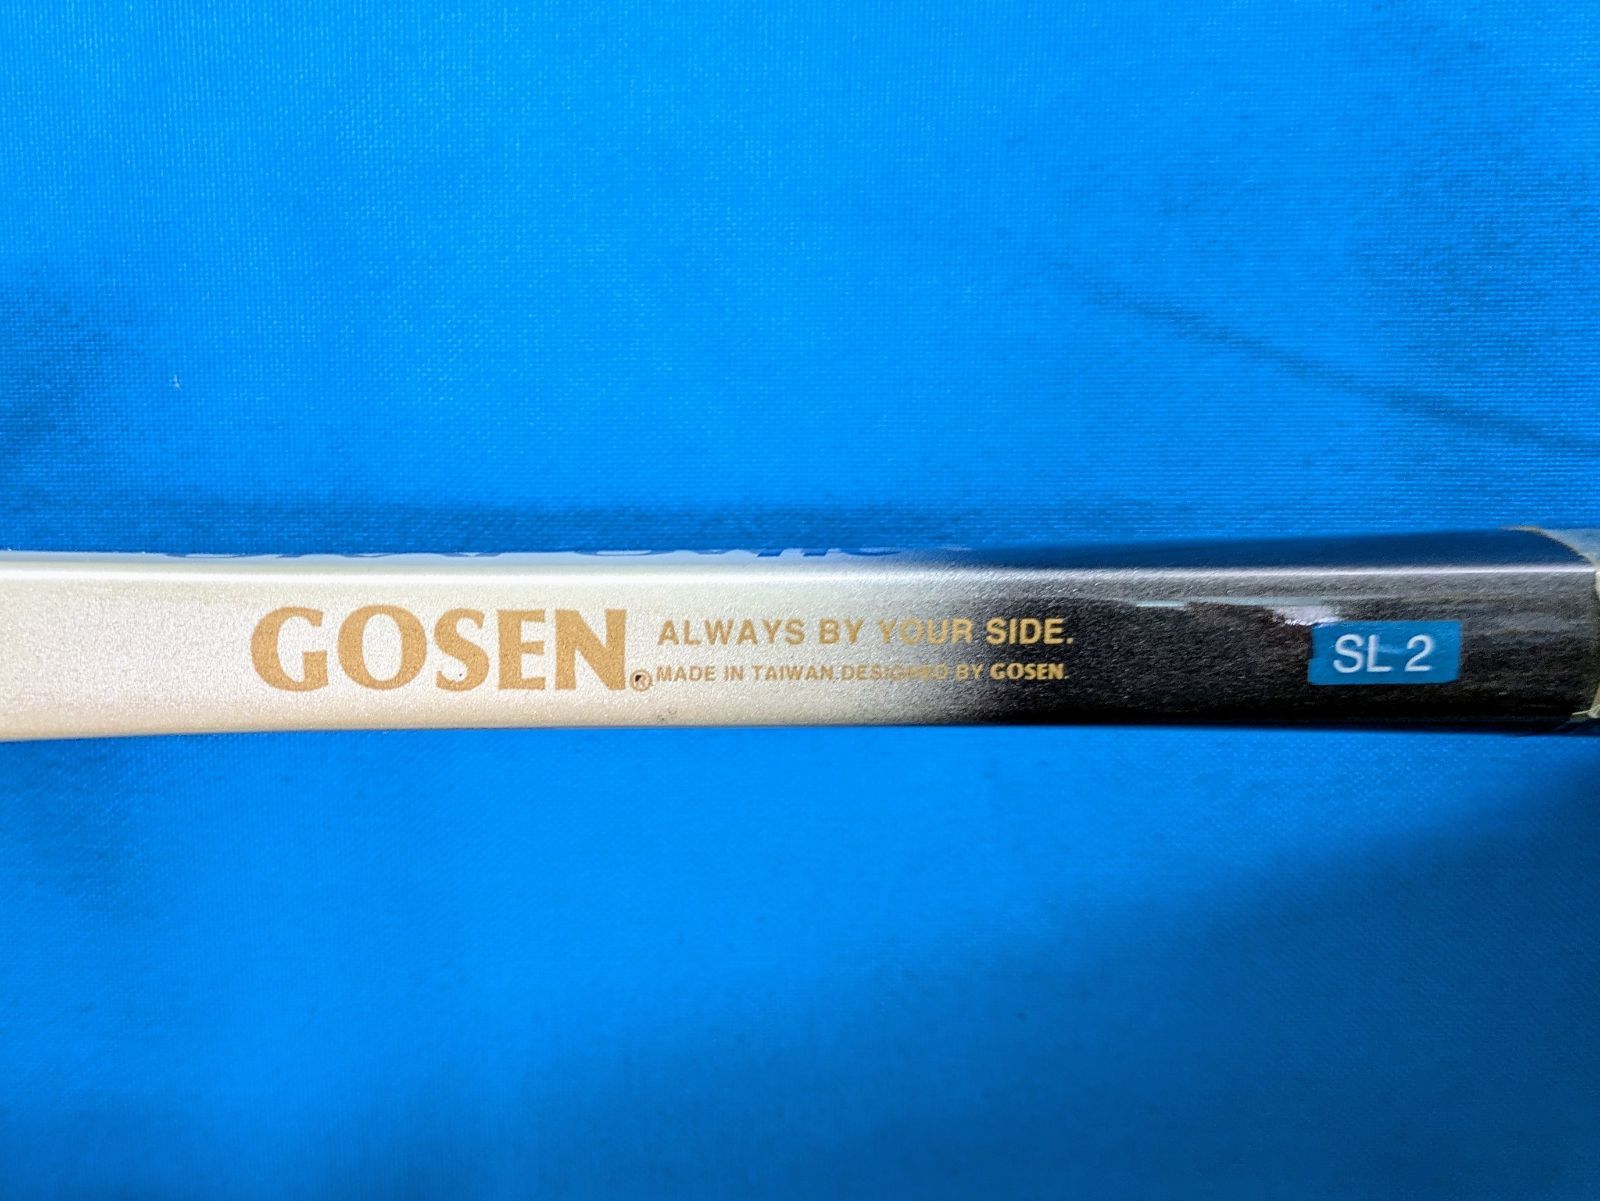 GOSEN® ALWAYS BY YOUR SIDE.
MADE IN TAIWAN.DESIGNED BY GOSEN.
SL 2